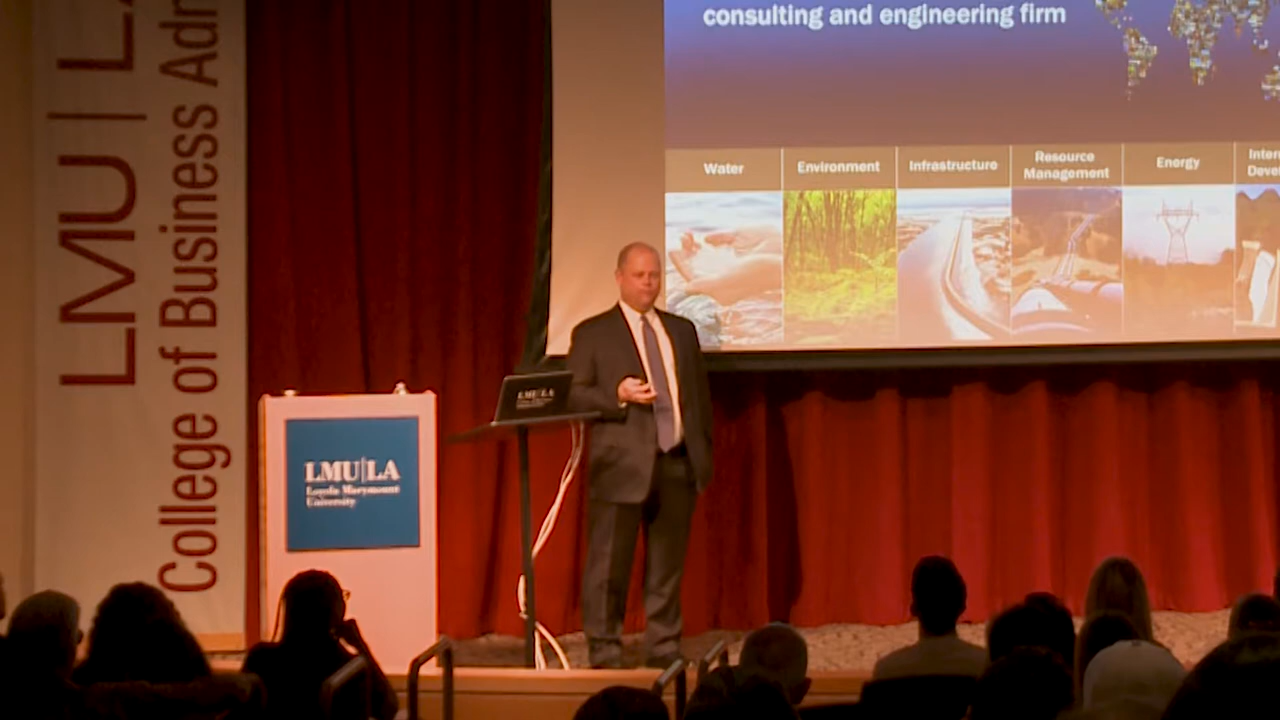 consulting and engineering firm
Water
Environment
Infrastructure
Resource
Management
Energy
LMU |
College of Business
LMU|LA
LMU|LA
Loyola Marymount
University